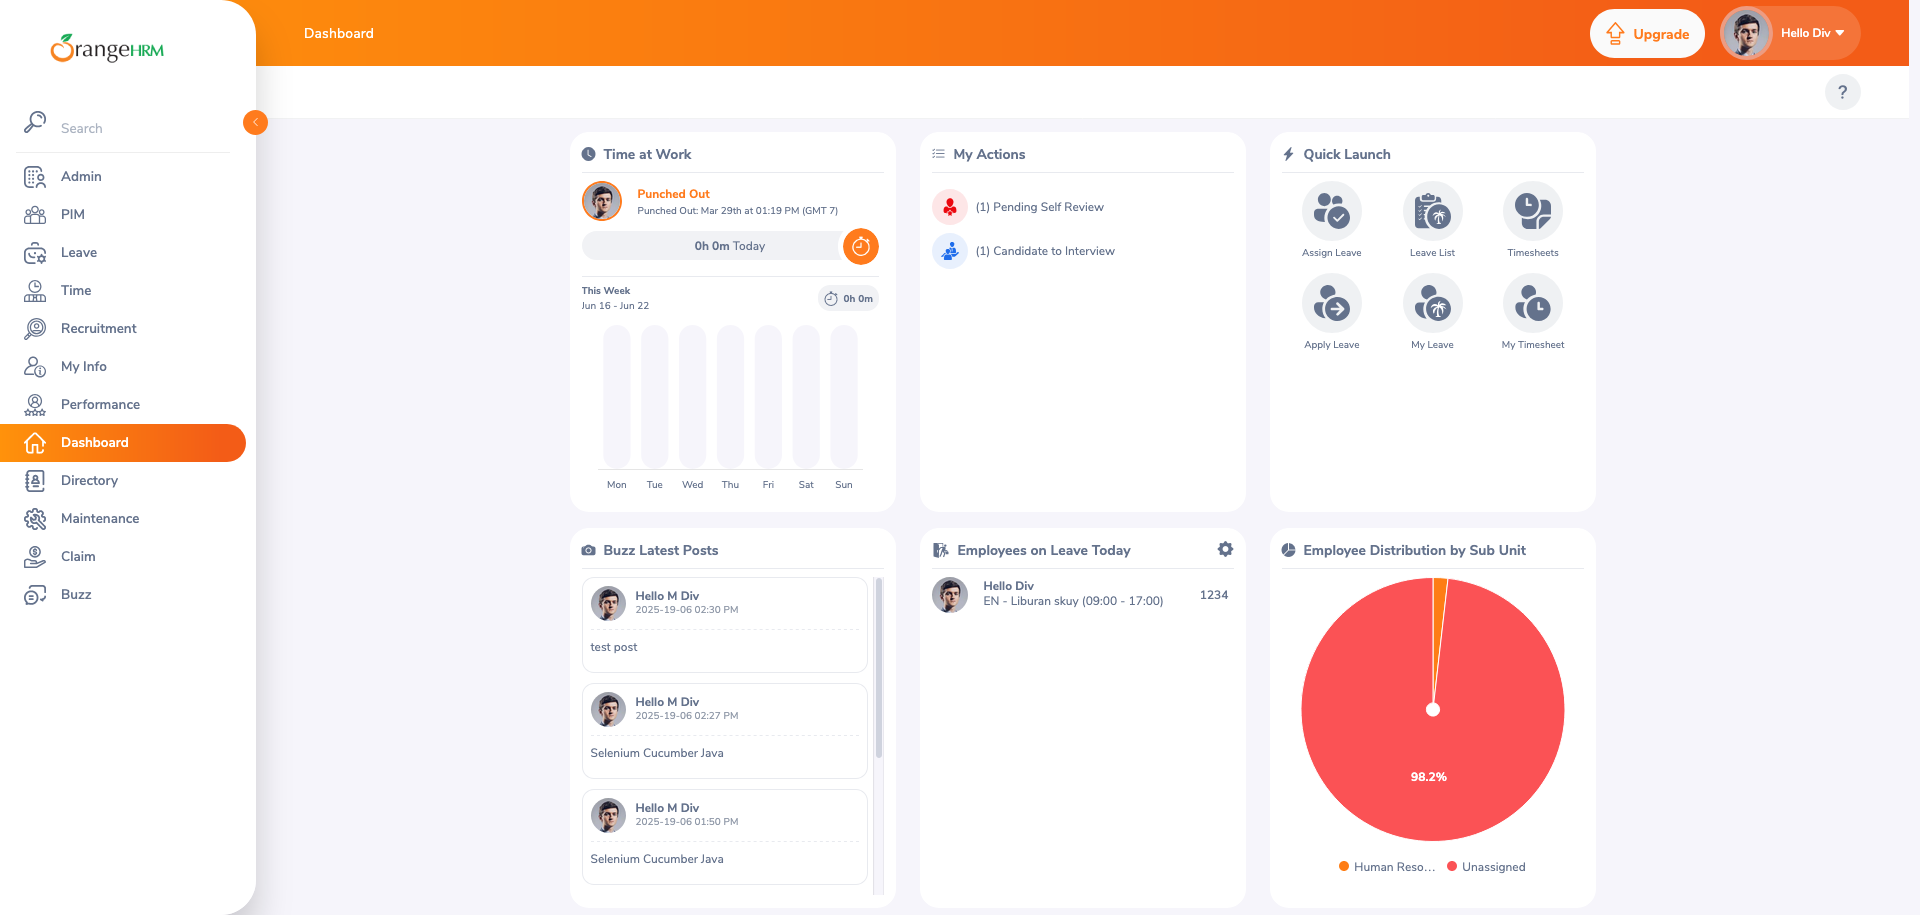 OrangeHRM
Search
Admin
PIM
Leave
Time
Recruitment
My Info
Performance
Dashboard
Directory
Maintenance
Claim
Buzz
Dashboard
Upgrade
Hello Div
?
Time at Work
Punched Out
Punched Out: Mar 29th at 01:19 PM (GMT 7)
0h 0m Today
This Week
Jun 16 - Jun 22
0h 0m
Mon Tue Wed Thu Fri Sat Sun
My Actions
(1) Pending Self Review
(1) Candidate to Interview
Quick Launch
Assign Leave Leave List Timesheets
Apply Leave My Leave My Timesheet
Buzz Latest Posts
Hello M Div
2025-19-06 02:30 PM
test post
Hello M Div
2025-19-06 02:27 PM
Selenium Cucumber Java
Hello M Div
2025-19-06 01:50 PM
Selenium Cucumber Java
Employees on Leave Today
Hello Div
EN - Liburan skuy (09:00 - 17:00)
1234
Employee Distribution by Sub Unit
98.2%
Human Reso… Unassigned